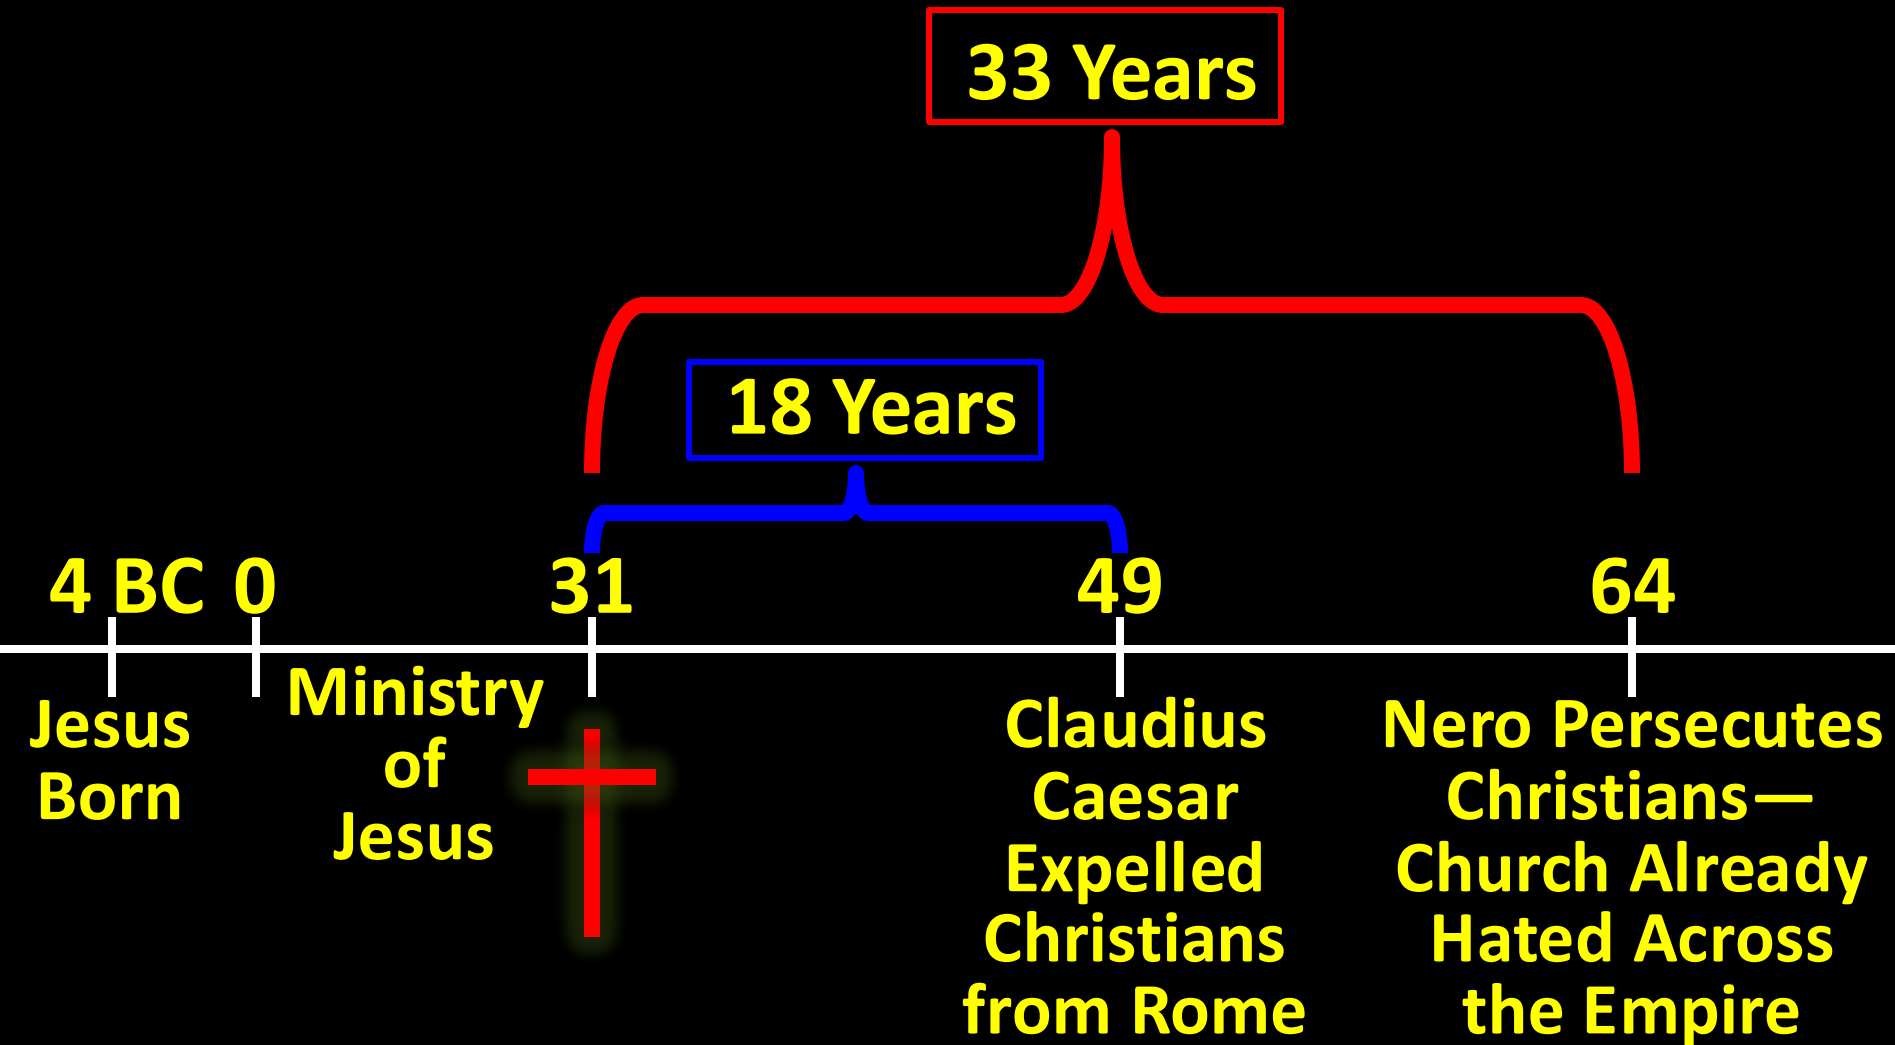 33 Years
18 Years
4 BC 0 31 49 64
Jesus
Born
Ministry
of
Jesus
Claudius
Caesar
Expelled
Christians
from Rome
Nero Persecutes
Christians—
Church Already
Hated Across
the Empire